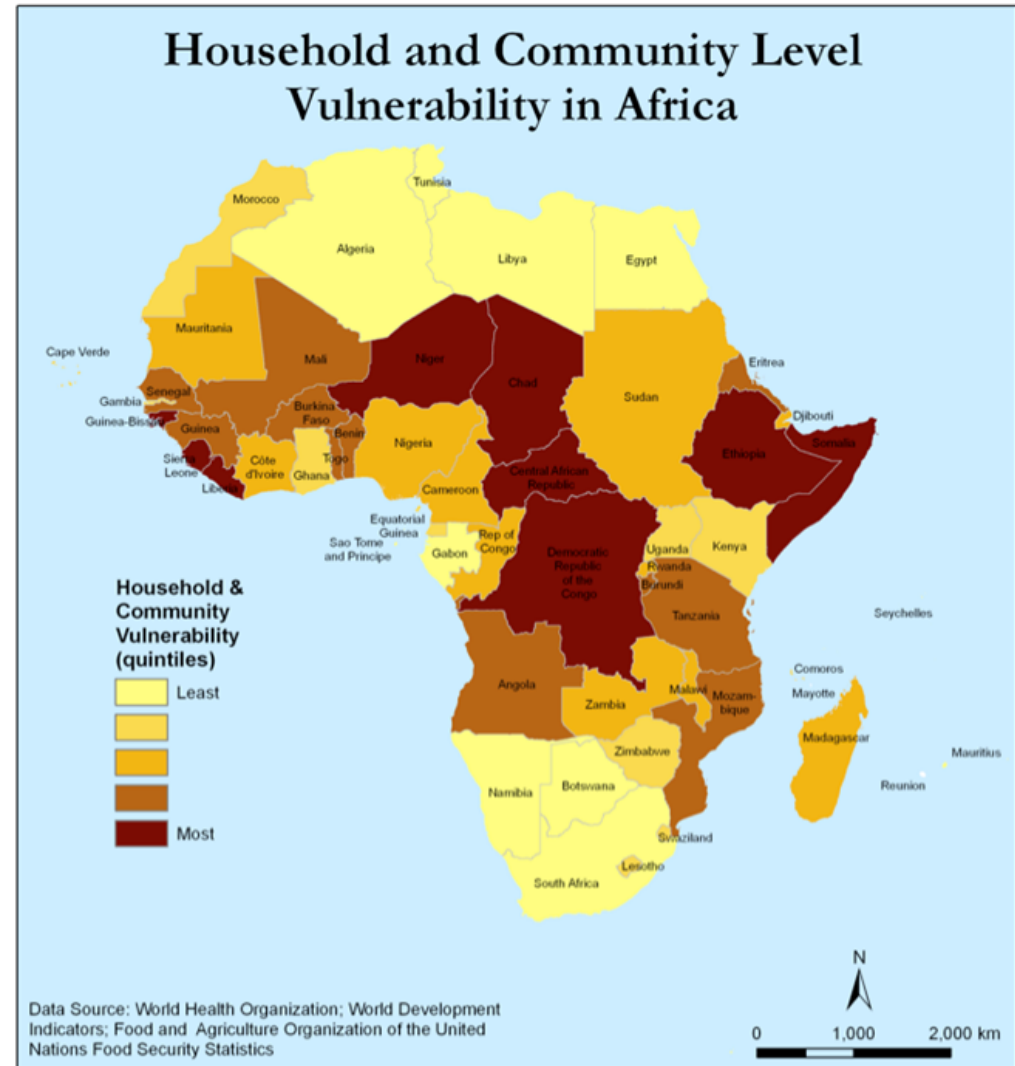 Household and Community Level
Vulnerability in Africa
Tunisia
Morocco
Algeria
Libya
Egypt
Mauritania
Cape Verde
Mali
Niger
Chad
Sudan
Eritrea
Senegal
Gambia
Guinea-Bissau
Guinea
Burkina
Faso
Benin
Djibouti
Nigeria
Ethiopia
Somalia
Sierra
Leone
Côte
d'Ivoire
Togo
Ghana
Liberia
Central African
Republic
Cameroon
Equatorial
Guinea
Sao Tome
and Principe
Gabon
Rep of
Congo
Democratic
Republic
of the
Congo
Uganda
Kenya
Rwanda
Burundi
Tanzania
Seychelles
Household &
Community
Vulnerability
(quintiles)
Least
Most
Angola
Zambia
Malawi
Mozam-
bique
Comoros
Mayotte
Madagascar
Mauritius
Reunion
Zimbabwe
Namibia
Botswana
Swaziland
Lesotho
South Africa
N
0 1,000 2,000 km
Data Source: World Health Organization; World Development
Indicators; Food and Agriculture Organization of the United
Nations Food Security Statistics